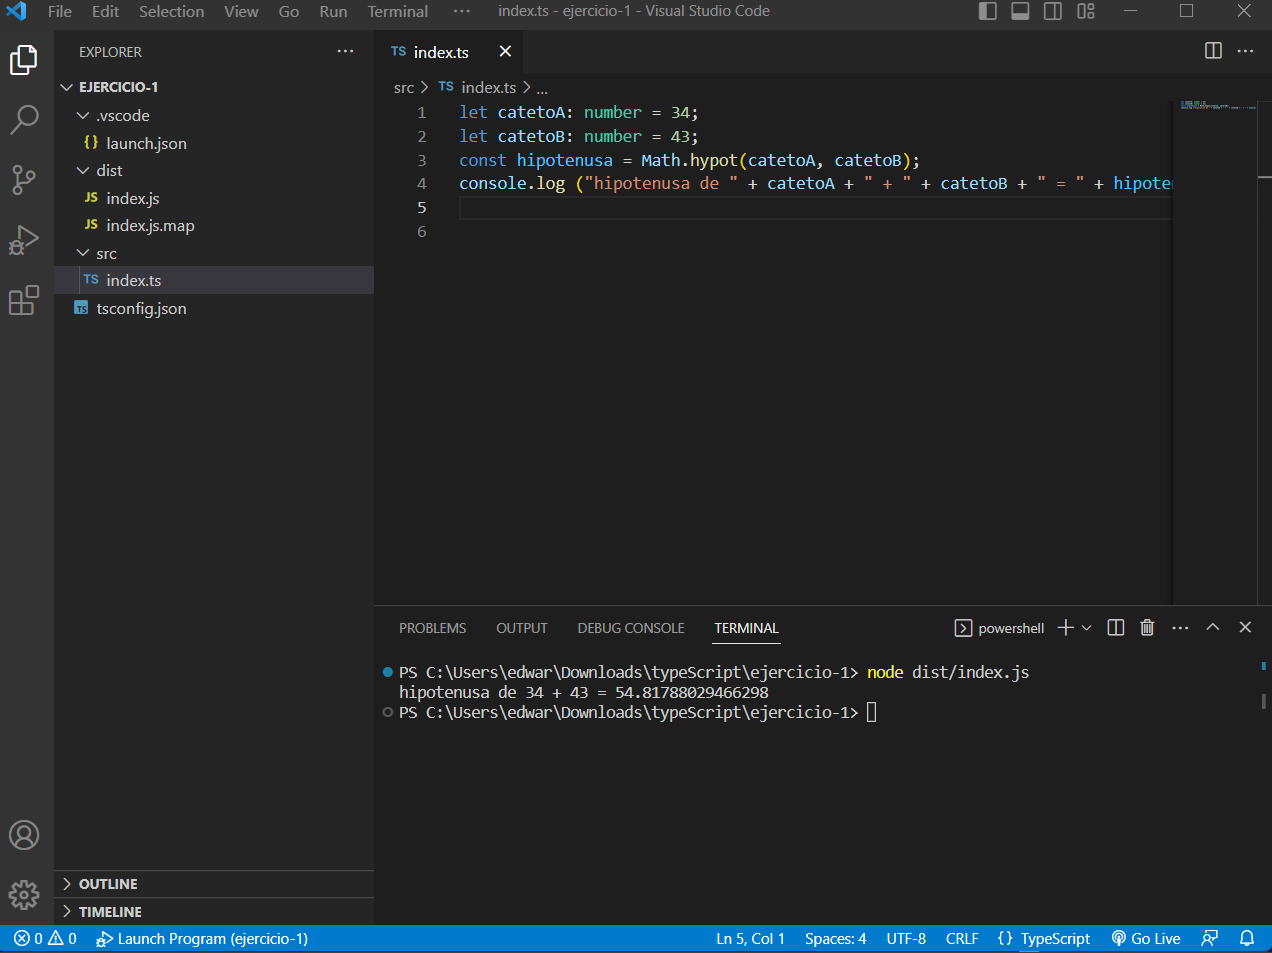 File Edit Selection View Go Run Terminal ··· index.ts - ejercicio-1 - Visual Studio Code
EXPLORER
EJERCICIO-1
.vscode
{} launch.json
dist
JS index.js
JS index.js.map
src
TS index.ts
TS tsconfig.json
OUTLINE
TIMELINE
TS index.ts
src > TS index.ts > ...
1 let catetoA: number = 34;
2 let catetoB: number = 43;
3 const hipotenusa = Math.hypot(catetoA, catetoB);
4 console.log ("hipotenusa de " + catetoA + " + " + catetoB + " = " + hipoten
5
6
PROBLEMS OUTPUT DEBUG CONSOLE TERMINAL powershell
PS C:\Users\edwar\Downloads\typeScript\ejercicio-1> node dist/index.js
hipotenusa de 34 + 43 = 54.81788029466298
PS C:\Users\edwar\Downloads\typeScript\ejercicio-1>
0 0 Launch Program (ejercicio-1) Ln 5, Col 1 Spaces: 4 UTF-8 CRLF {} TypeScript Go Live